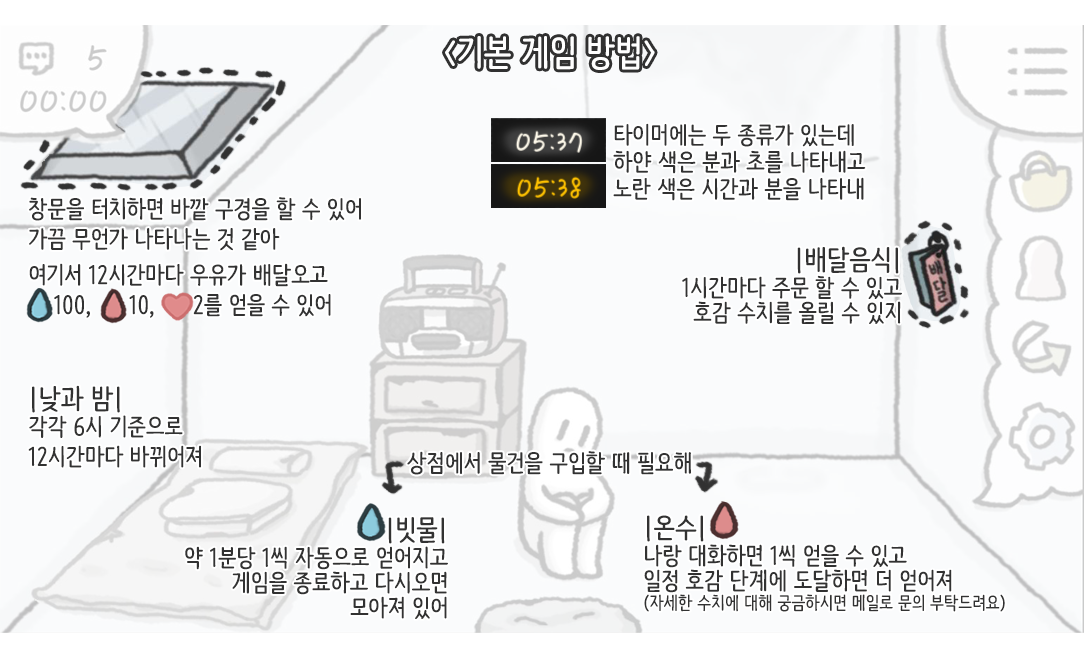 <기본 게임 방법>
5
00:00
05:37
05:38
타이머에는 두 종류가 있는데
하얀 색은 분과 초를 나타내고
노란 색은 시간과 분을 나타내
창문을 터치하면 바깥 구경을 할 수 있어
가끔 무언가 나타나는 것 같아
여기서 12시간마다 우유가 배달오고
100, 10, 2를 얻을 수 있어
|배달음식|
1시간마다 주문 할 수 있고
호감 수치를 올릴 수 있지
배달
|낮과 밤|
각각 6시 기준으로
12시간마다 바뀌어져
상점에서 물건을 구입할 때 필요해
|빗물|
약 1분당 1씩 자동으로 얻어지고
게임을 종료하고 다시오면
모아져 있어
|온수|
나랑 대화하면 1씩 얻을 수 있고
일정 호감 단계에 도달하면 더 얻어져
(자세한 수치에 대해 궁금하시면 메일로 문의 부탁드려요)